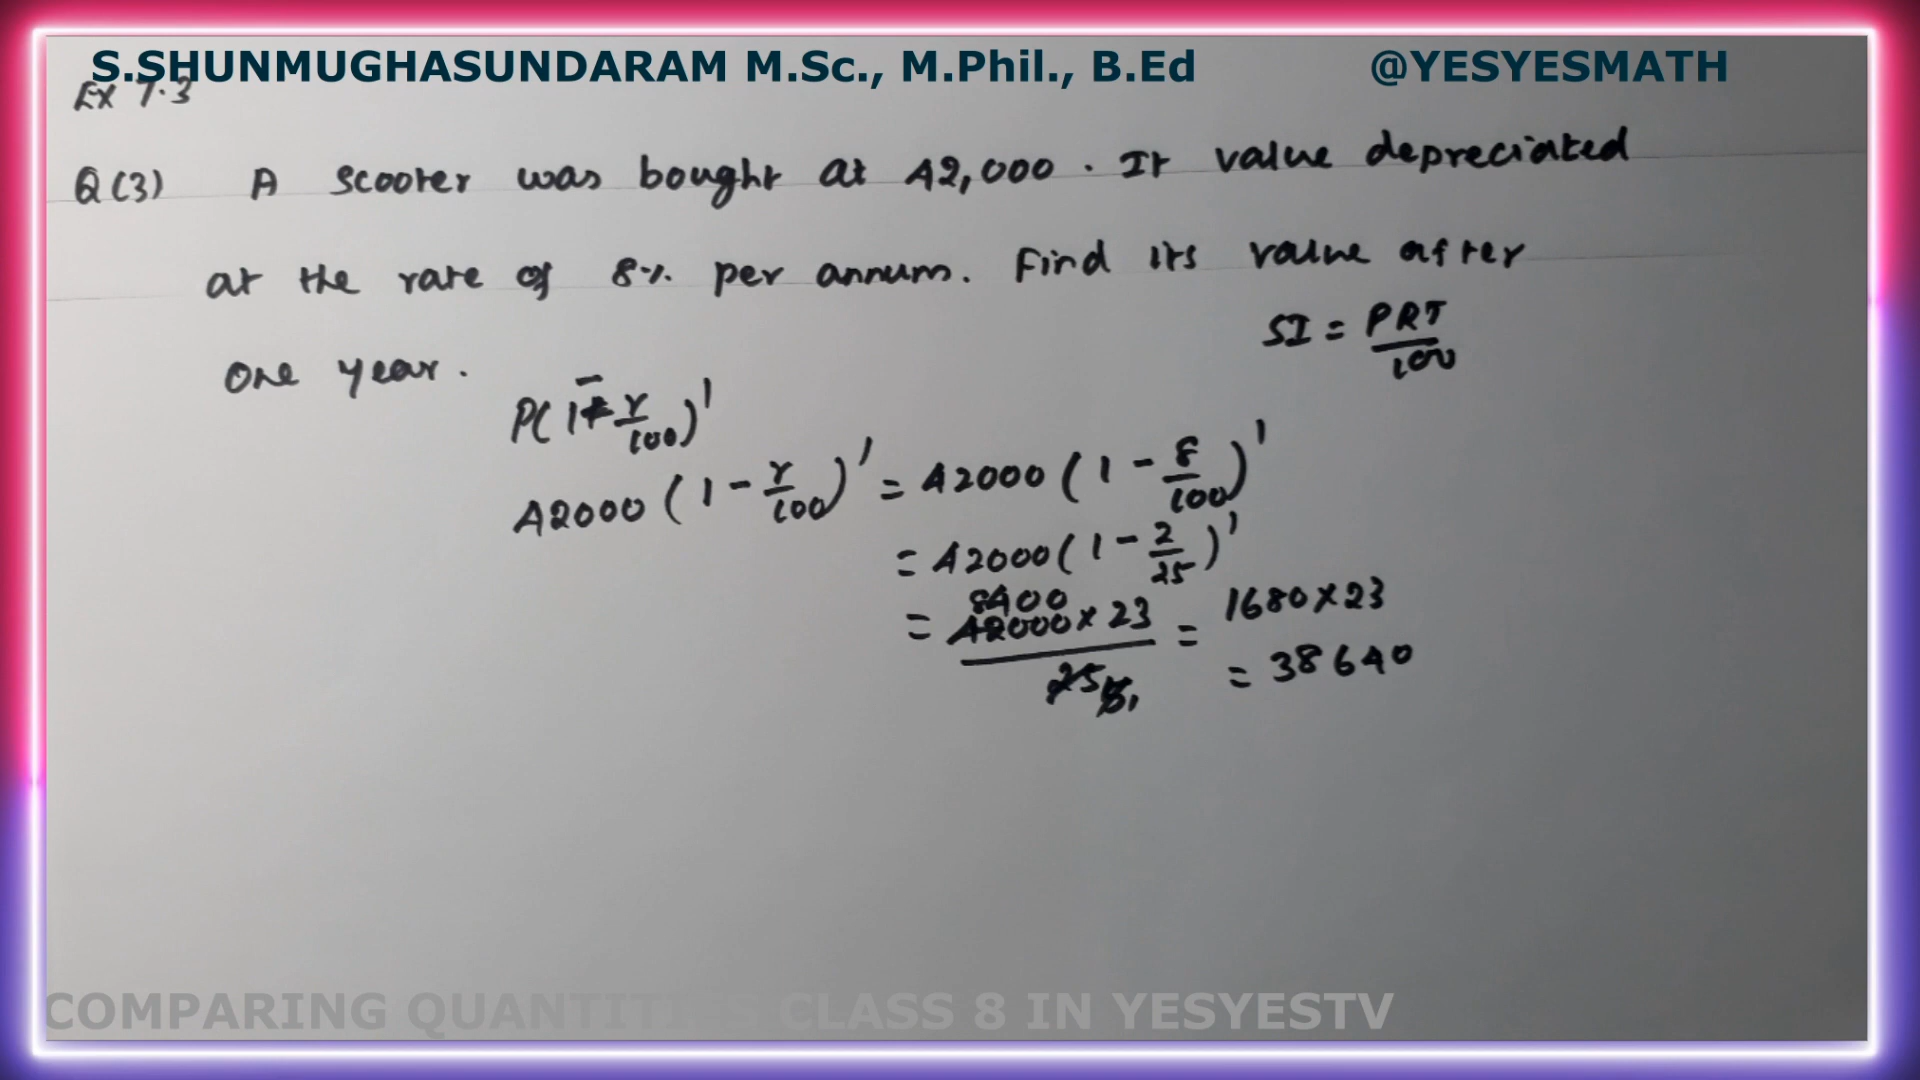 S.SHUNMUGHASUNDARAM M.Sc., M.Phil., B.Ed @YESYESMATH
Ex 7.3
Q(3) A scooter was bought at 42,000. It value depreciated
at the rate of 8% per annum. Find its value after
one year.
SI = PRT/100
P(1 - r/100)^1
42000 (1 - r/100)^1 = 42000 (1 - 8/100)^1
= 42000 (1 - 2/25)^1
8400
= 42000 × 23 / 25 5 1 = 1680 × 23
= 38640
COMPARING QUANTITIES CLASS 8 IN YESYESTV